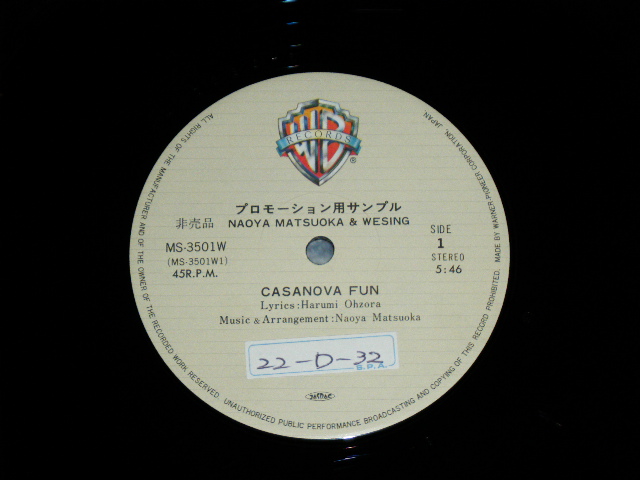 W B
RECORDS
®
プロモーション用サンプル
非売品 NAOYA MATSUOKA & WESING
MS-3501W
(MS-3501W1)
45R.P.M.
SIDE
1
STEREO
5:46
CASANOVA FUN
Lyrics:Harumi Ohzora
Music & Arrangement:Naoya Matsuoka
22-D-32
S.P.A.
ALL RIGHTS OF THE MANUFACTURER AND OF THE OWNER OF THE RECORDED WORK RESERVED. UNAUTHORIZED PUBLIC PERFORMANCE BROADCASTING AND COPYING OF THIS RECORD PROHIBITED. MADE BY WARNER-PIONEER CORPORATION, JAPAN.